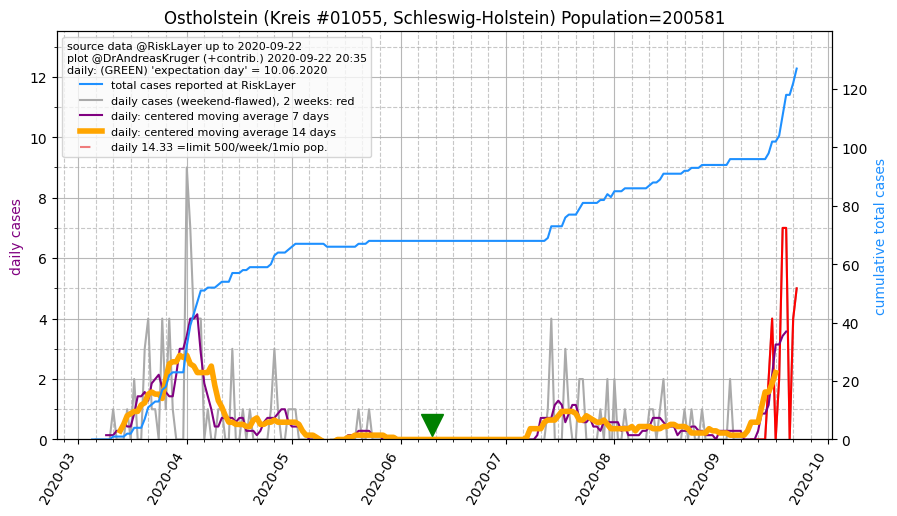 Ostholstein (Kreis #01055, Schleswig-Holstein) Population=200581
source data @RiskLayer up to 2020-09-22
plot @DrAndreasKruger (+contrib.) 2020-09-22 20:35
daily: (GREEN) 'expectation day' = 10.06.2020
total cases reported at RiskLayer
daily cases (weekend-flawed), 2 weeks: red
daily: centered moving average 7 days
daily: centered moving average 14 days
daily 14.33 =limit 500/week/1mio pop.
daily cases
12
10
8
6
4
2
0
cumulative total cases
120
100
80
60
40
20
0
2020-03
2020-04
2020-05
2020-06
2020-07
2020-08
2020-09
2020-10